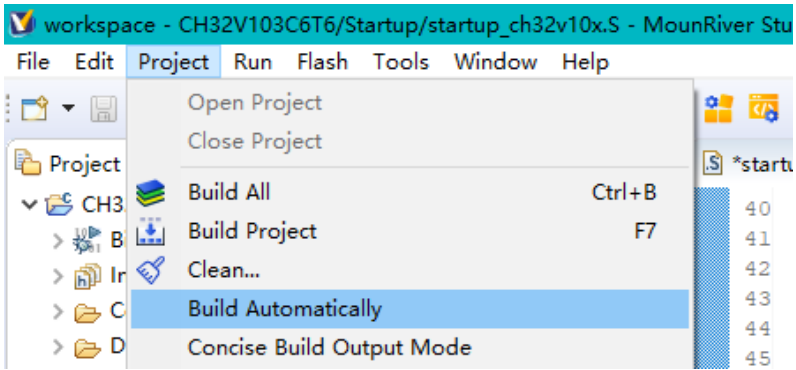 workspace - CH32V103C6T6/Startup/startup_ch32v10x.S - MounRiver Stu
File Edit Project Run Flash Tools Window Help
Open Project
Close Project
Project
*startu
Build All Ctrl+B
40
CH3
Build Project F7
41
B
Clean...
42
In
Build Automatically
43
C
44
Concise Build Output Mode
D
45